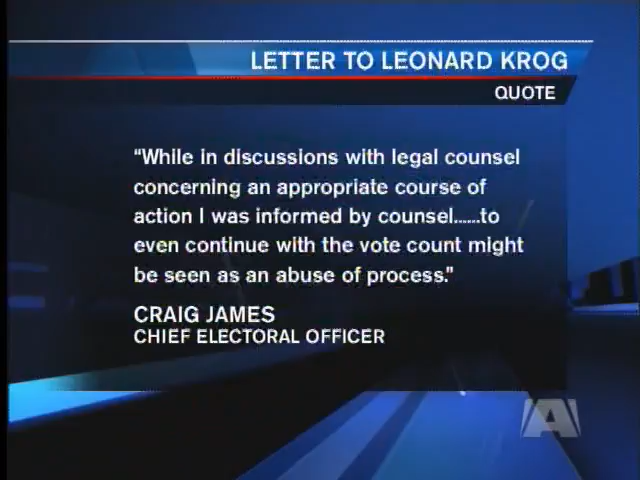 LETTER TO LEONARD KROG
QUOTE
"While in discussions with legal counsel
concerning an appropriate course of
action I was informed by counsel......to
even continue with the vote count might
be seen as an abuse of process."
CRAIG JAMES
CHIEF ELECTORAL OFFICER
A